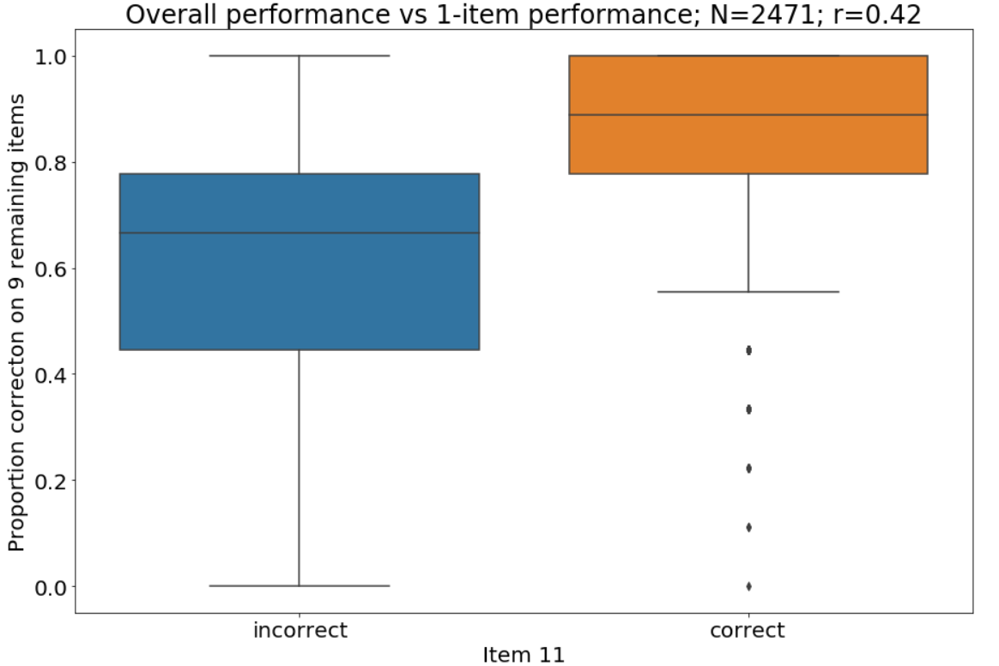 Overall performance vs 1-item performance; N=2471; r=0.42
Proportion correcton on 9 remaining items
1.0
0.8
0.6
0.4
0.2
0.0
incorrect
correct
Item 11